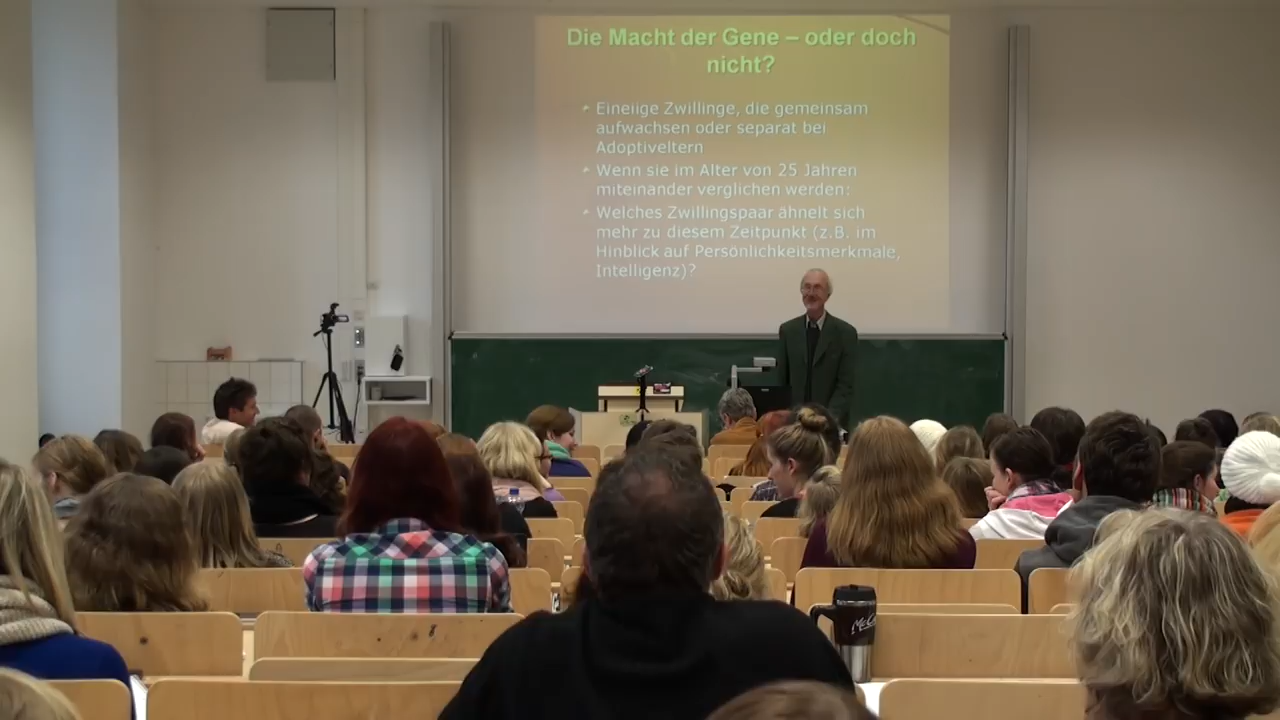 Die Macht der Gene – oder doch
nicht?
Eineiige Zwillinge, die gemeinsam
aufwachsen oder separat bei
Adoptiveltern
Wenn sie im Alter von 25 Jahren
miteinander verglichen werden:
Welches Zwillingspaar ähnelt sich
mehr zu diesem Zeitpunkt (z.B. im
Hinblick auf Persönlichkeitsmerkmale,
Intelligenz)?